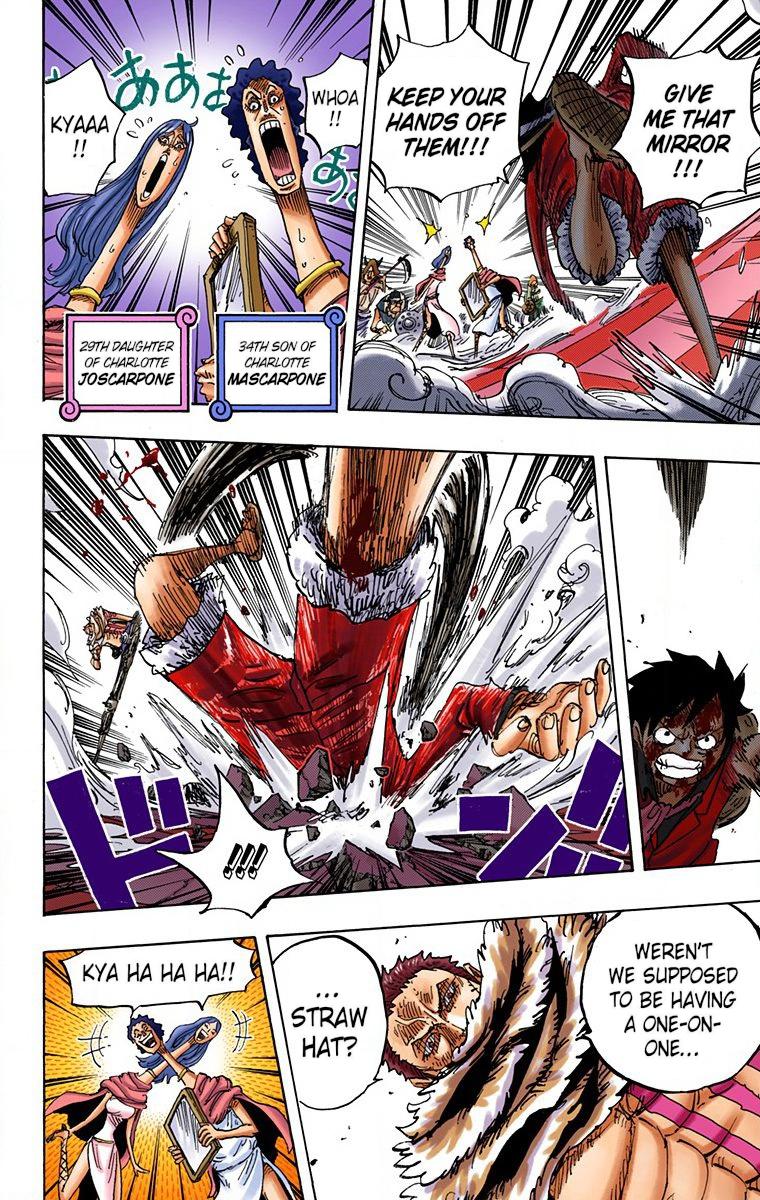 GIVE
ME THAT
MIRROR
!!!
KEEP YOUR
HANDS OFF
THEM!!!
WHOA
!!
KYAAA
!!
あああ
ああ
34TH SON OF
CHARLOTTE
MASCARPONE
29TH DAUGHTER
OF CHARLOTTE
JOSCARPONE
ドン
!!!
WEREN'T
WE SUPPOSED
TO BE HAVING
A ONE-ON-
ONE...
...
STRAW
HAT?
KYA HA HA HA!!